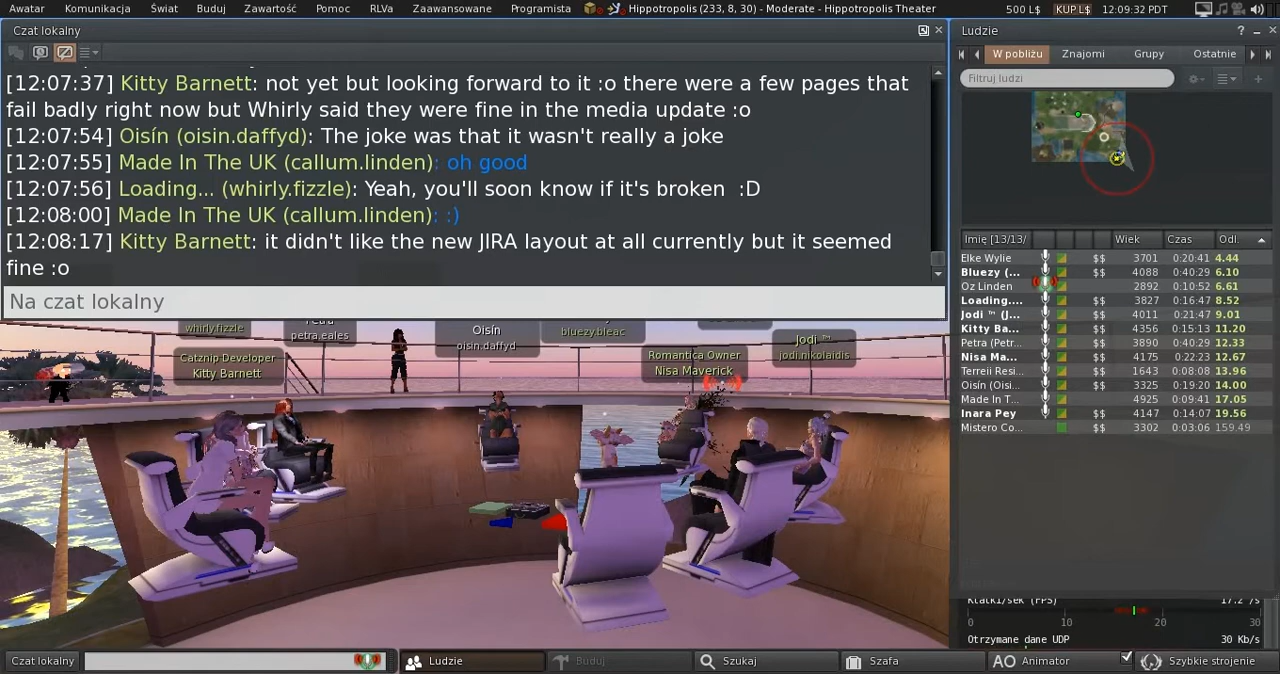 Awatar Komunikacja Świat Buduj Zawartość Pomoc RLVa Zaawansowane Programista Hippotropolis (233, 8, 30) - Moderate - Hippotropolis Theater 500 L$ KUP L$ 12:09:32 PDT
Czat lokalny
[12:07:37] Kitty Barnett: not yet but looking forward to it :o there were a few pages that
fail badly right now but Whirly said they were fine in the media update :o
[12:07:54] Oisín (oisin.daffyd): The joke was that it wasn't really a joke
[12:07:55] Made In The UK (callum.linden): oh good
[12:07:56] Loading... (whirly.fizzle): Yeah, you'll soon know if it's broken :D
[12:08:00] Made In The UK (callum.linden): :)
[12:08:17] Kitty Barnett: it didn't like the new JIRA layout at all currently but it seemed
fine :o
Na czat lokalny
whirly.fizzle
Petra
petra.eales
Oisín
oisin.daffyd
bluezy.bleac
Jodi ™
jodi.nikolaidis
Catznip Developer
Kitty Barnett
Romantica Owner
Nisa Maverick
Ludzie
W pobliżu Znajomi Grupy Ostatnie
Filtruj ludzi
Imię [13/13/ Wiek Czas Odl.
Elke Wylie $$ 3701 0:20:41 4.44
Bluezy (... $$ 4088 0:40:29 6.10
Oz Linden 2892 0:10:52 6.61
Loading.... $$ 3827 0:16:47 8.52
Jodi ™ (J... $$ 4011 0:21:47 9.01
Kitty Ba... $$ 4356 0:15:13 11.20
Petra (Petr... $$ 3890 0:40:29 12.33
Nisa Ma... $$ 4175 0:22:23 12.67
Terreii Resi... $$ 1643 0:08:08 13.96
Oisín (Oisi... $$ 3325 0:19:20 14.00
Made In T... 4925 0:09:41 17.05
Inara Pey $$ 4147 0:14:07 19.56
Mistero Co... $$ 3302 0:03:06 159.49
Klatki/sek (FPS) 17.2 /s
0 10 20 30
Otrzymane dane UDP 30 Kb/s
Czat lokalny Ludzie Buduj Szukaj Szafa AO Animator Szybkie strojenie